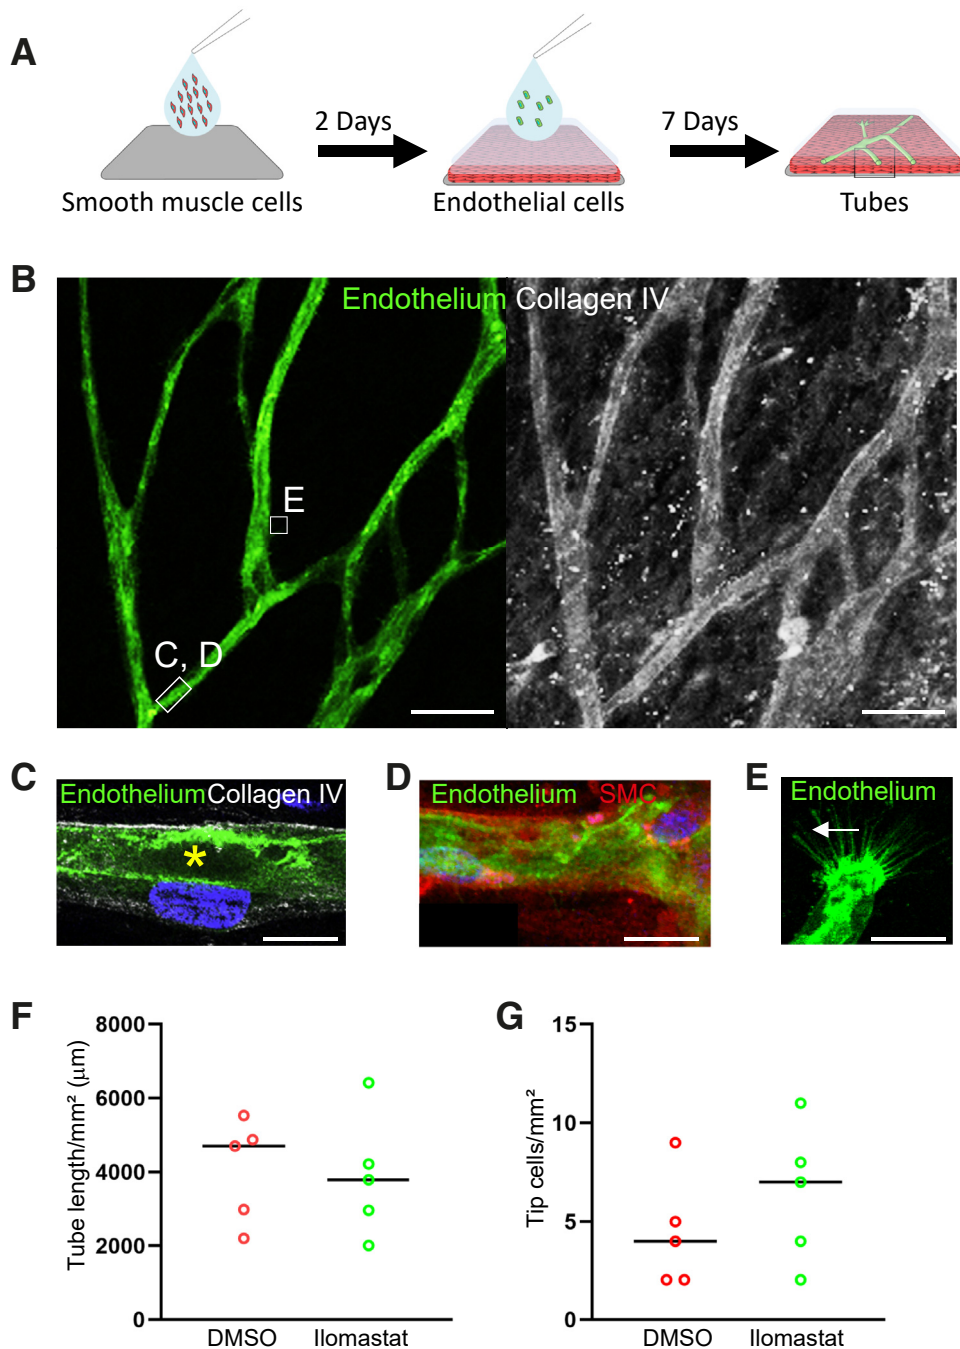 A
2 Days
7 Days
Smooth muscle cells
Endothelial cells
Tubes
B
Endothelium Collagen IV
E
C, D
C
Endothelium Collagen IV
*
D
Endothelium SMC
E
Endothelium
F
Tube length/mm² (μm)
8000
6000
4000
2000
0
DMSO
Ilomastat
G
Tip cells/mm²
15
10
5
0
DMSO
Ilomastat